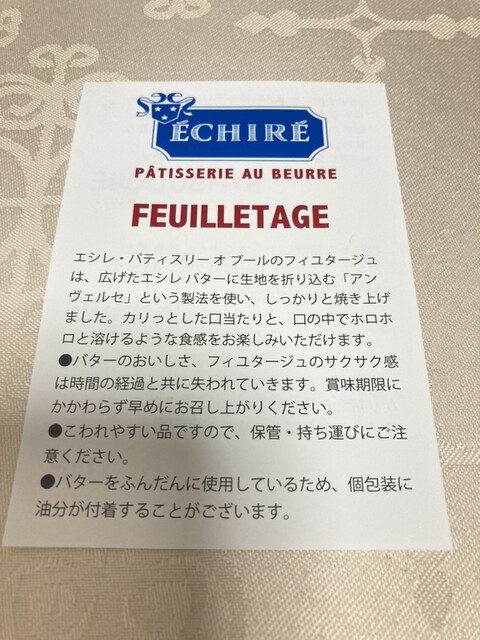 ÉCHIRÉ
PÂTISSERIE AU BEURRE
FEUILLETAGE
エシレ・パティスリー オ ブールのフィユタージュ
は、広げたエシレ バターに生地を折り込む「アン
ヴェルセ」という製法を使い、しっかりと焼き上げ
ました。カリっとした口当たりと、口の中でホロホ
ロと溶けるような食感をお楽しみいただけます。
●バターのおいしさ、フィユタージュのサクサク感
は時間の経過と共に失われていきます。賞味期限に
かかわらず早めにお召し上がりください。
●こわれやすい品ですので、保管・持ち運びにご注
意ください。
●バターをふんだんに使用しているため、個包装に
油分が付着することがございます。